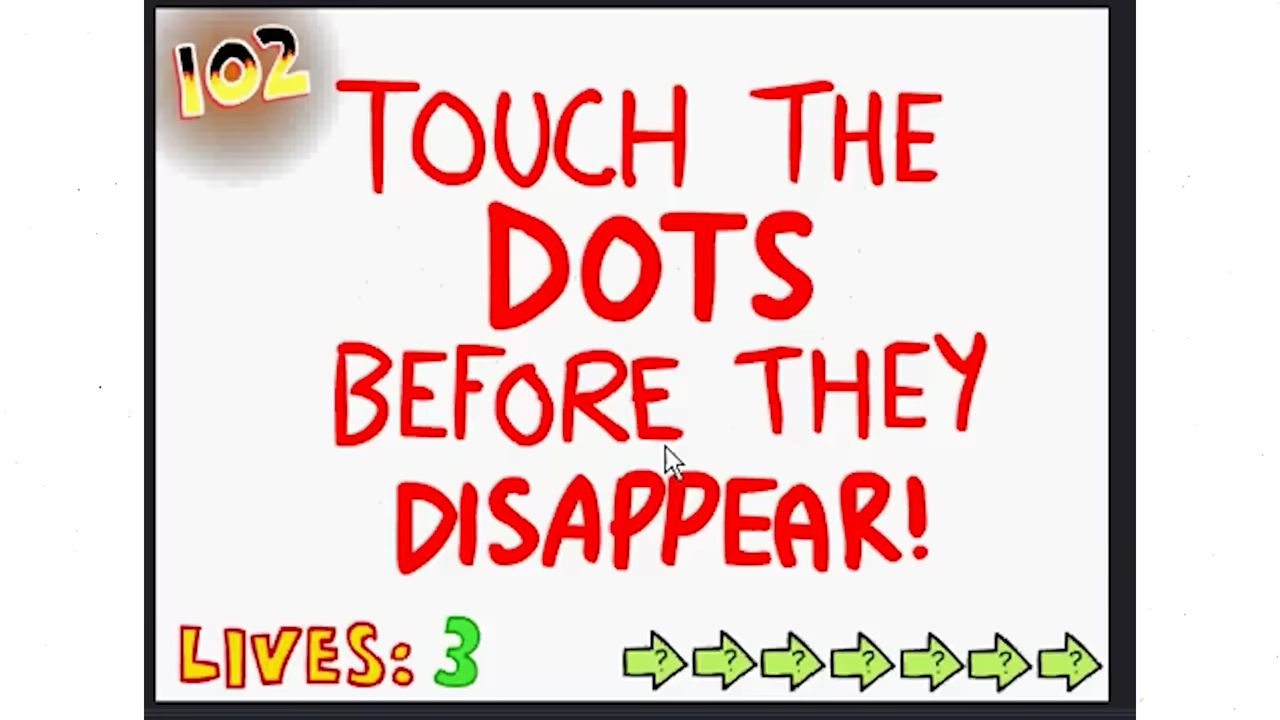 102
TOUCH THE
DOTS
BEFORE THEY
DISAPPEAR!
LIVES: 3
? ? ? ? ? ? ?